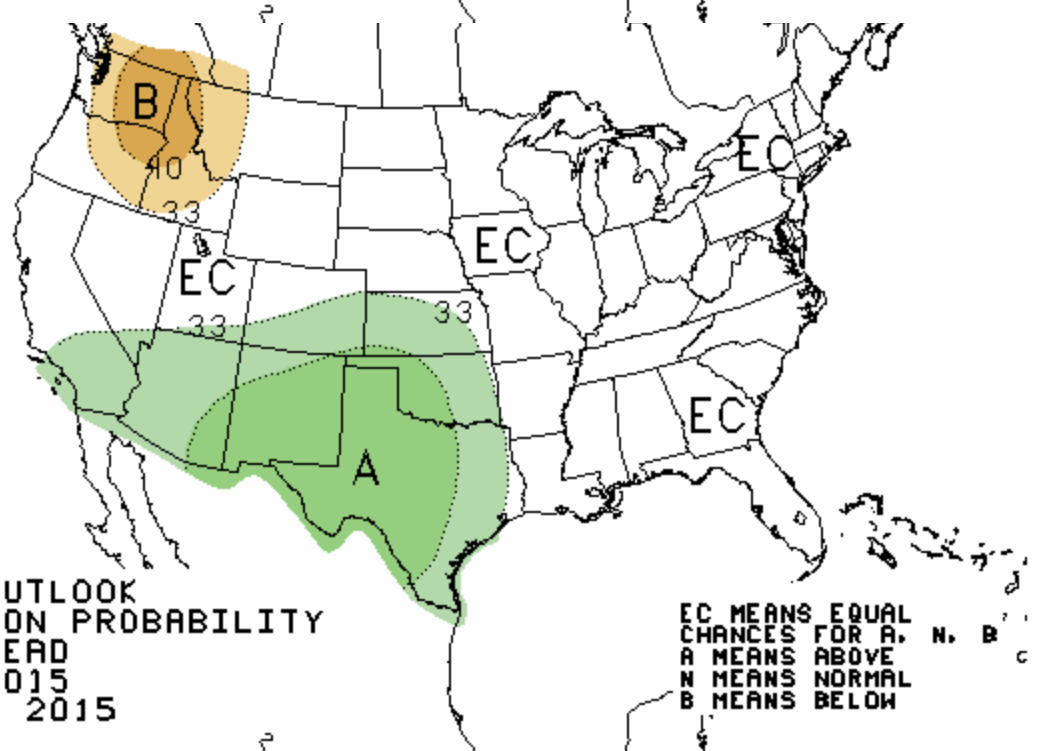 B
40
33
EC
EC
EC
33
33
EC
A
UTLOOK
ON PROBABILITY
EAD
015
2015
EC MEANS EQUAL
CHANCES FOR A, N, B
A MEANS ABOVE
N MEANS NORMAL
B MEANS BELOW